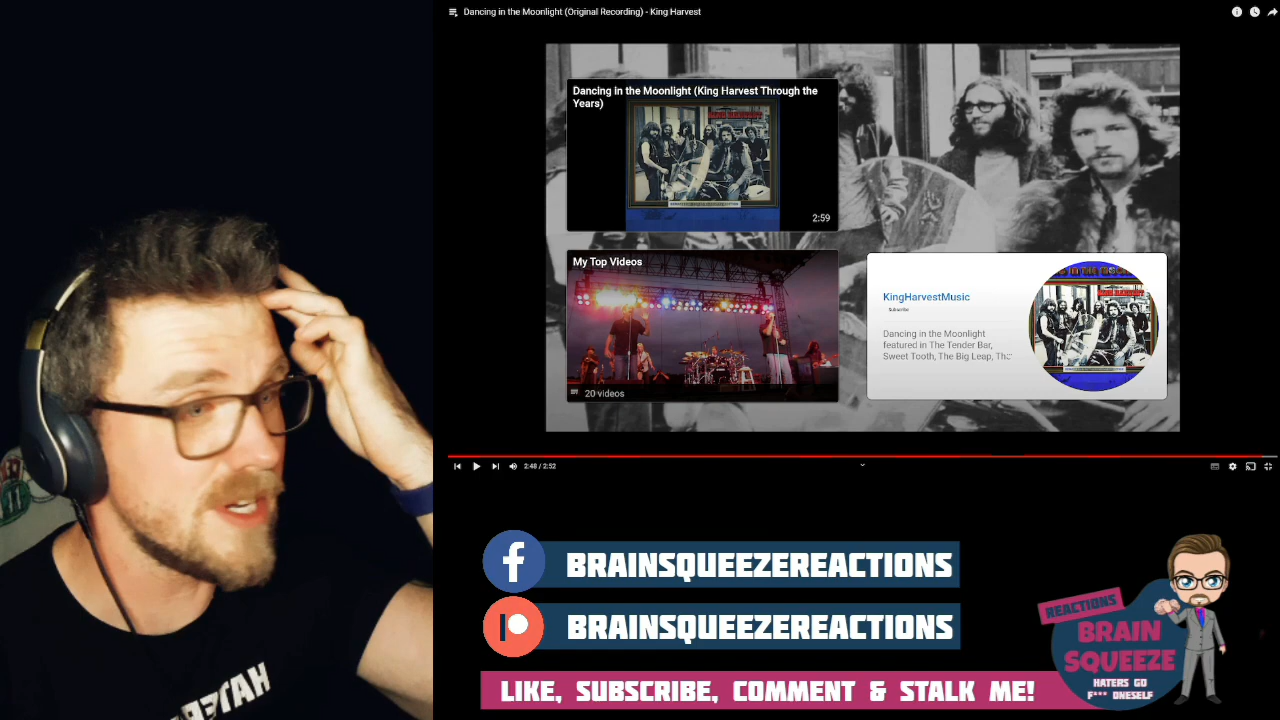 Dancing in the Moonlight (Original Recording) - King Harvest
Dancing in the Moonlight (King Harvest Through the
Years)
2:59
My Top Videos
20 videos
KingHarvestMusic
Subscribe
Dancing in the Moonlight
featured in The Tender Bar,
Sweet Tooth, The Big Leap, Th...
2:48 / 2:52
BRAINSQUEEZEREACTIONS
BRAINSQUEEZEREACTIONS
LIKE, SUBSCRIBE, COMMENT & STALK ME!
REACTIONS
BRAIN
SQUEEZE
HATERS GO
F*** ONESELF